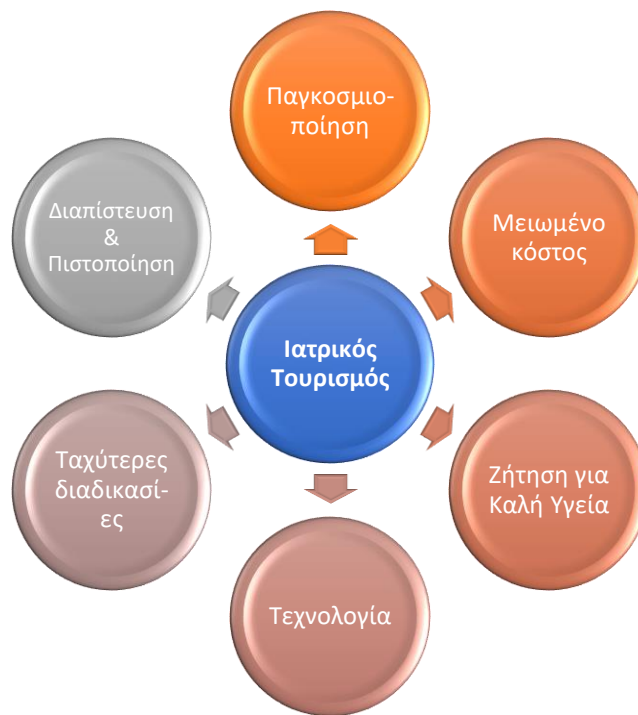 Παγκοσμιο-
ποίηση
Μειωμένο
κόστος
Ζήτηση για
Καλή Υγεία
Τεχνολογία
Ταχύτερες
διαδικασί-
ες
Διαπίστευση
&
Πιστοποίηση
Ιατρικός
Τουρισμός